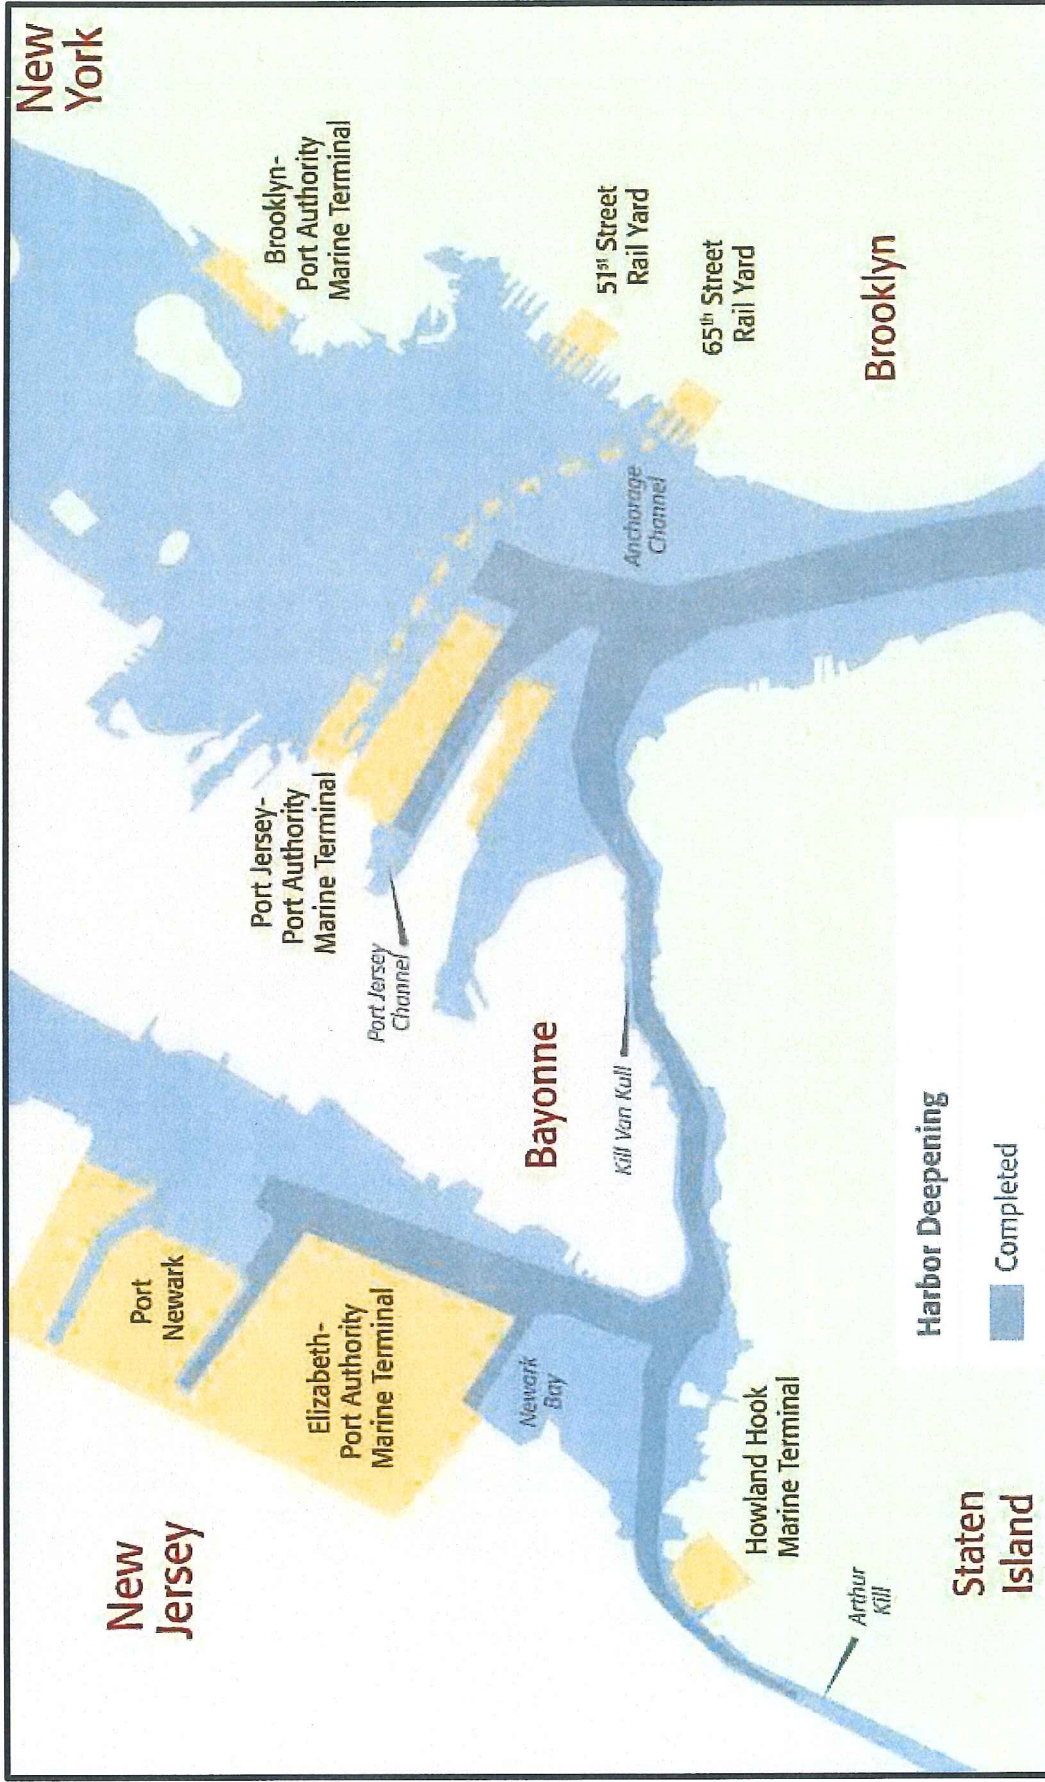 New
York
Brooklyn-
Port Authority
Marine Terminal
51st Street
Rail Yard
65th Street
Rail Yard
Brooklyn
Anchorage
Channel
Port Jersey-
Port Authority
Marine Terminal
Port Jersey
Channel
Bayonne
Kill Van Kull
Port
Newark
Elizabeth-
Port Authority
Marine Terminal
Newark
Bay
New
Jersey
Howland Hook
Marine Terminal
Arthur
Kill
Staten
Island
Harbor Deepening
Completed